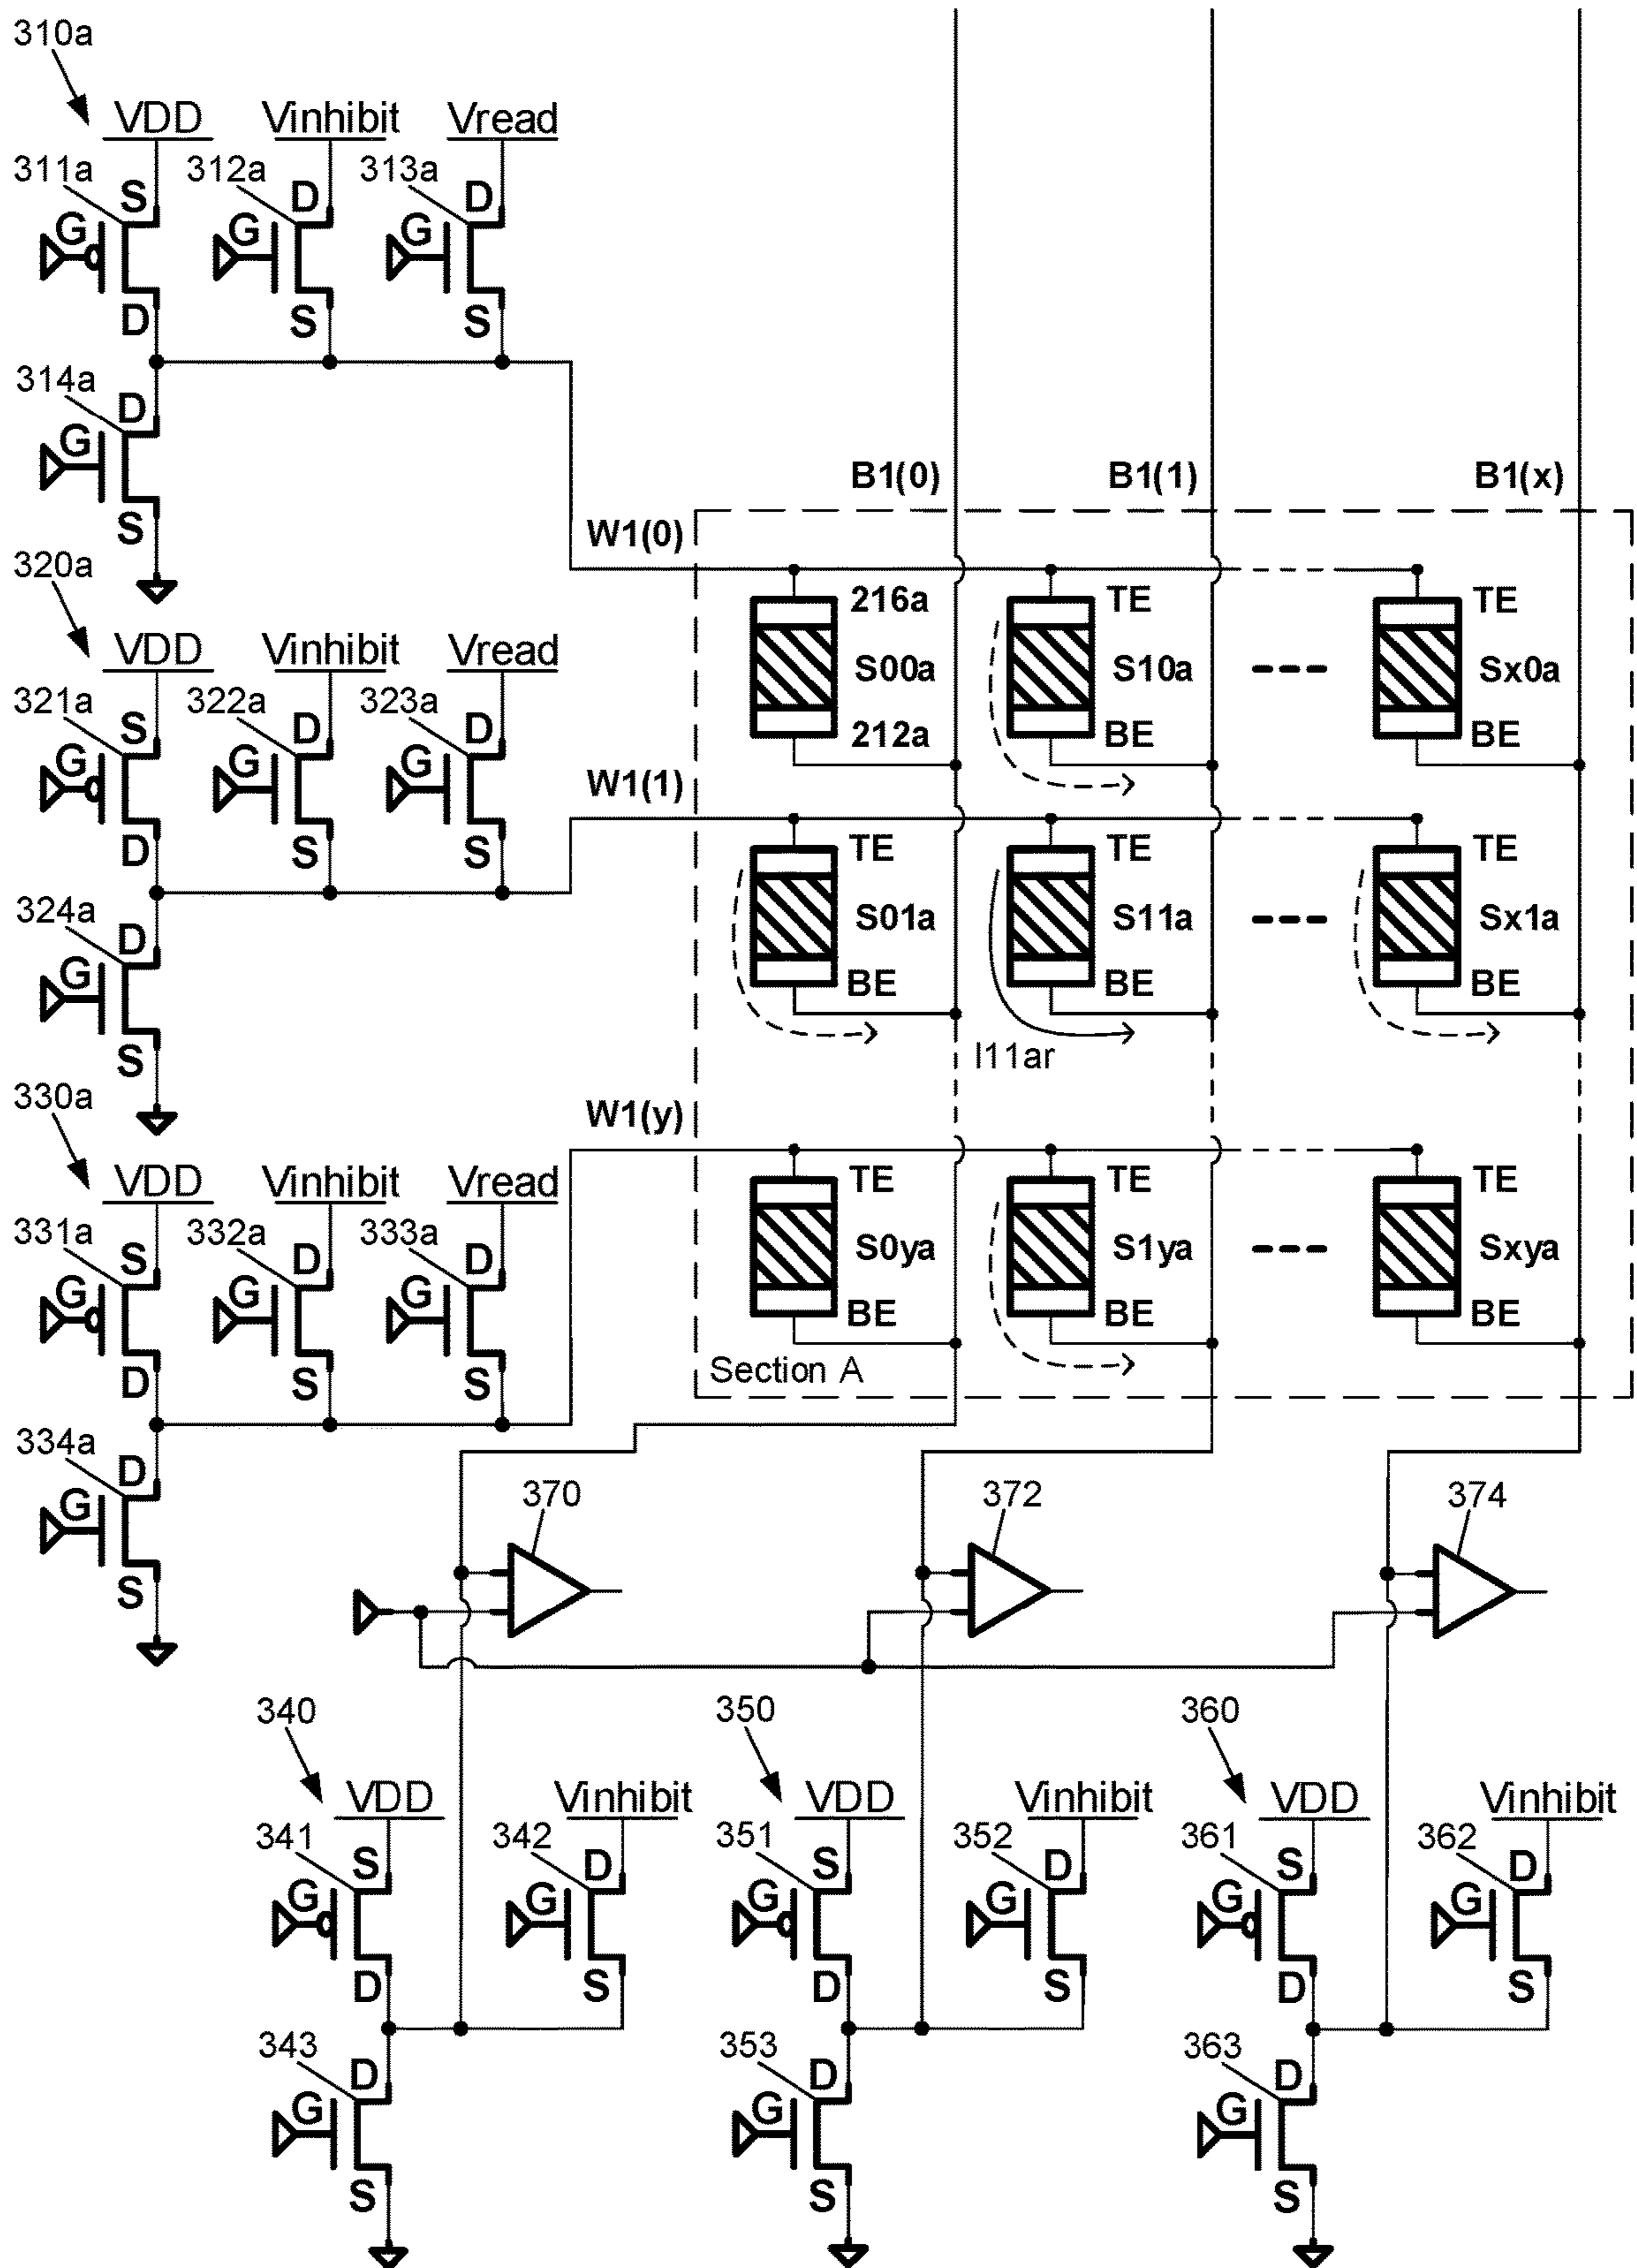 310a
VDD Vinhibit Vread
311a S 312a D 313a D
G G G
D S S
314a D
G
S
B1(0) B1(1) B1(x)
W1(0)
320a
216a TE TE
VDD Vinhibit Vread
S00a S10a Sx0a
321a S 322a D 323a D
212a BE BE
G G G
W1(1)
D S S
TE TE TE
324a D
S01a S11a Sx1a
G
BE BE BE
S
I11ar
330a
W1(y)
VDD Vinhibit Vread
TE TE TE
331a S 332a D 333a D
S0ya S1ya Sxya
G G G
BE BE BE
D S S
Section A
334a D
G
S
370 372 374
340 350 360
VDD Vinhibit VDD Vinhibit VDD Vinhibit
341 S 342 D 351 S 352 D 361 S 362 D
G G G G G G
D S D S D S
343 D 353 D 363 D
G G G
S S S